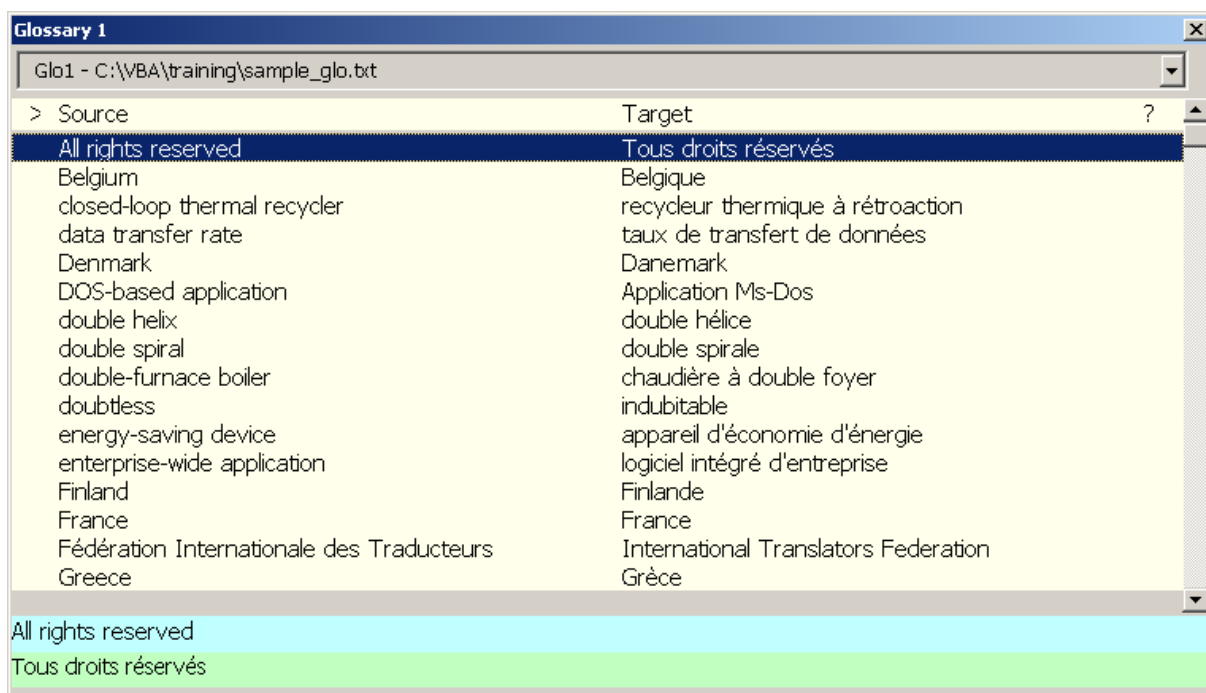 Glossary 1
Glo1 - C:\VBA\training\sample_glo.txt
> Source Target ?
All rights reserved Tous droits réservés
Belgium Belgique
closed-loop thermal recycler recycleur thermique à rétroaction
data transfer rate taux de transfert de données
Denmark Danemark
DOS-based application Application Ms-Dos
double helix double hélice
double spiral double spirale
double-furnace boiler chaudière à double foyer
doubtless indubitable
energy-saving device appareil d'économie d'énergie
enterprise-wide application logiciel intégré d'entreprise
Finland Finlande
France France
Fédération Internationale des Traducteurs International Translators Federation
Greece Grèce
All rights reserved
Tous droits réservés